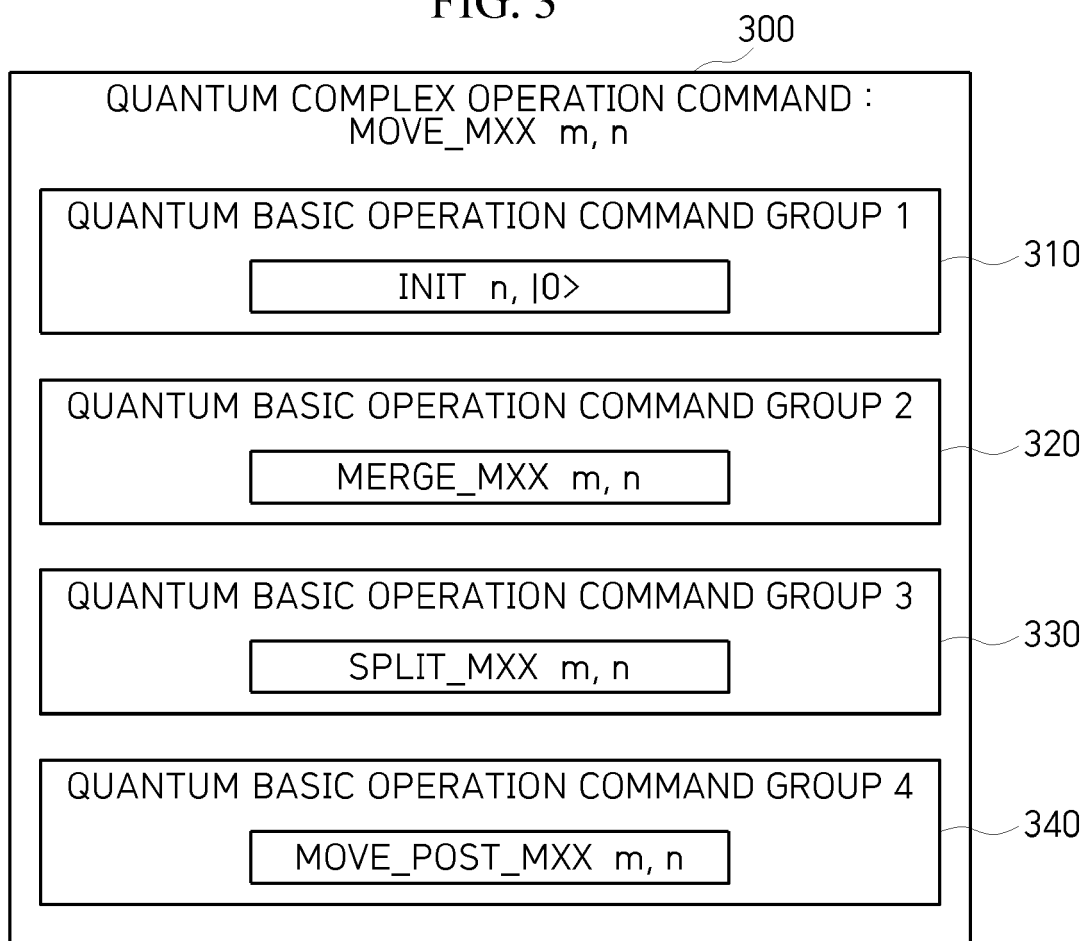 FIG. 3
300
QUANTUM COMPLEX OPERATION COMMAND :
MOVE_MXX m, n
QUANTUM BASIC OPERATION COMMAND GROUP 1
310
INIT n, |0>
QUANTUM BASIC OPERATION COMMAND GROUP 2
320
MERGE_MXX m, n
QUANTUM BASIC OPERATION COMMAND GROUP 3
330
SPLIT_MXX m, n
QUANTUM BASIC OPERATION COMMAND GROUP 4
340
MOVE_POST_MXX m, n